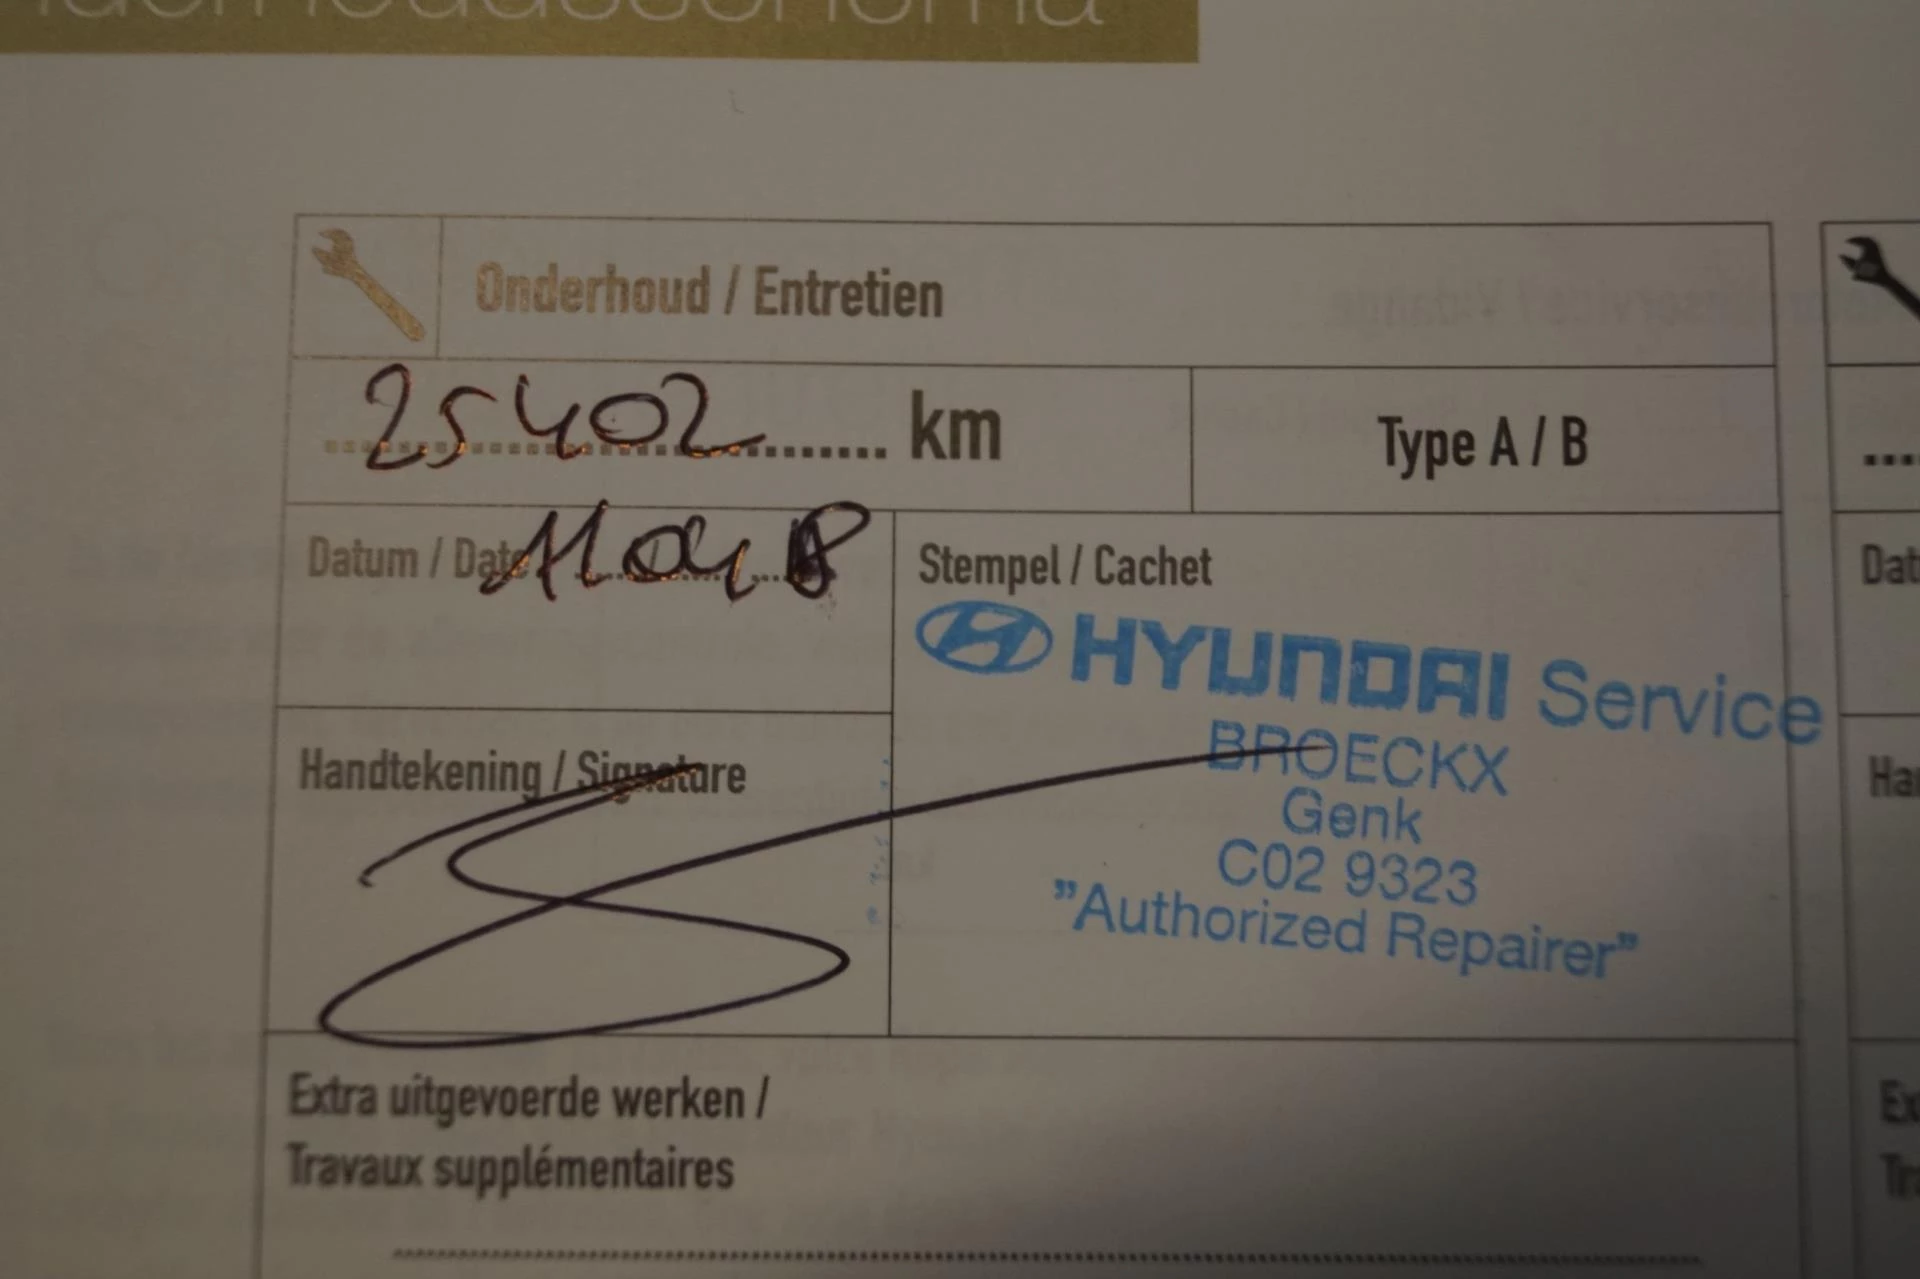 Onderhoud / Entretien
25402 km
Type A / B
Datum / Date 11 04 8
Stempel / Cachet
HYUNDAI Service
BROECKX
Genk
C02 9323
"Authorized Repairer"
Handtekening / Signature
Extra uitgevoerde werken /
Travaux supplémentaires